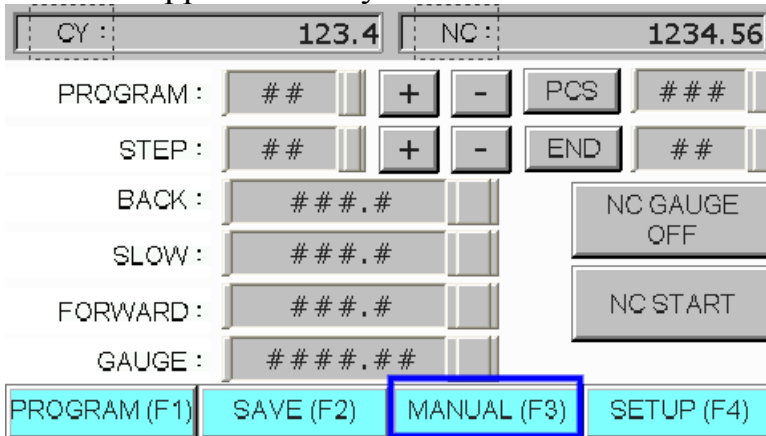 CY : 123.4 NC : 1234.56
PROGRAM : ## + - PCS ###
STEP : ## + - END ##
BACK : ###.#
NC GAUGE
OFF
SLOW : ###.#
FORWARD : ###.#
NC START
GAUGE : ####.##
PROGRAM (F1) SAVE (F2) MANUAL (F3) SETUP (F4)